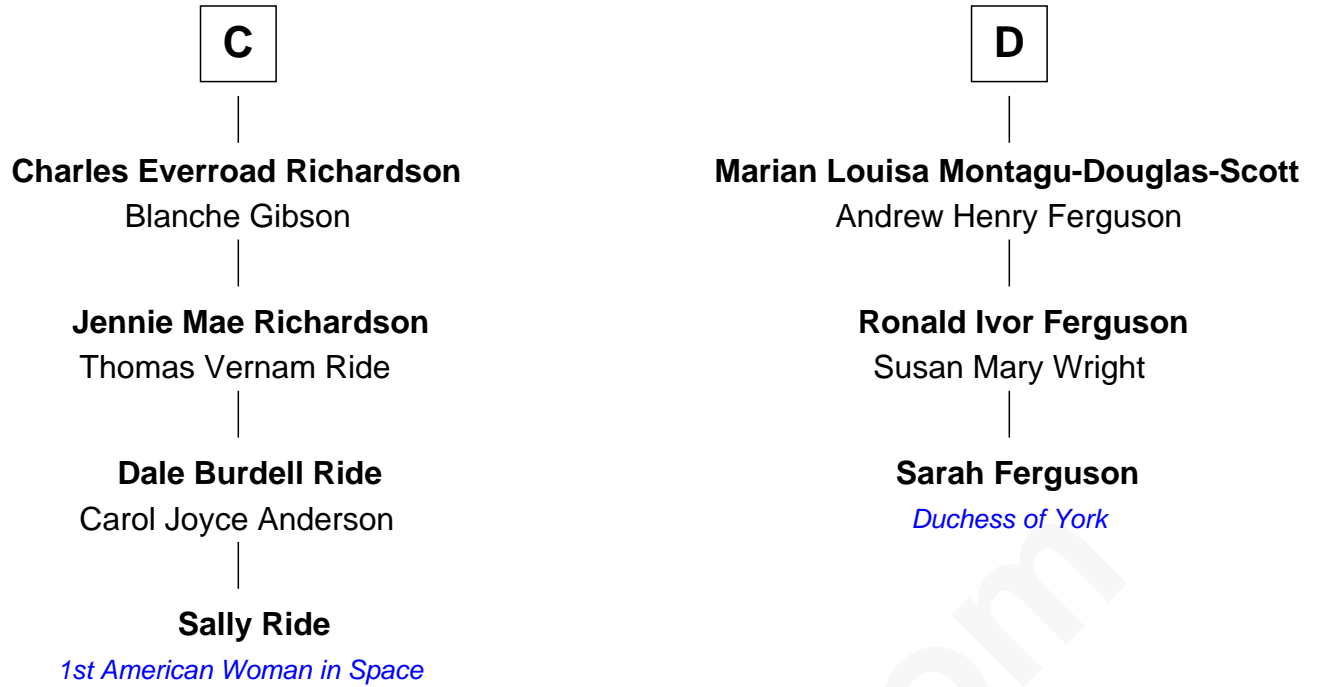 C
Charles Everroad Richardson
Blanche Gibson
Jennie Mae Richardson
Thomas Vernam Ride
Dale Burdell Ride
Carol Joyce Anderson
Sally Ride
1st American Woman in Space
D
Marian Louisa Montagu-Douglas-Scott
Andrew Henry Ferguson
Ronald Ivor Ferguson
Susan Mary Wright
Sarah Ferguson
Duchess of York
om